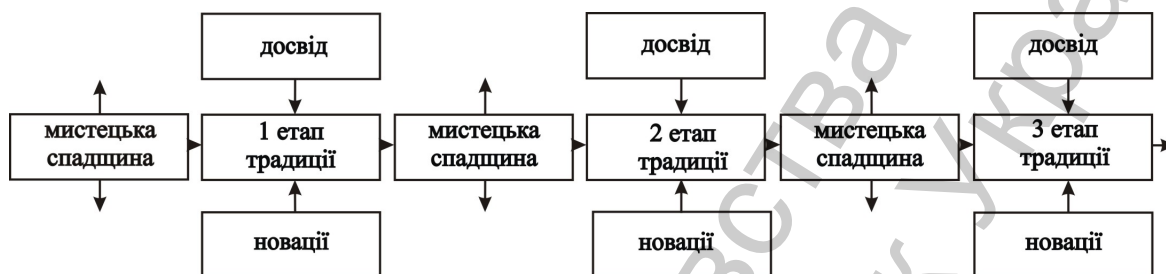 досвід
досвід
досвід
мистецька
спадщина
1 етап
традиції
мистецька
спадщина
2 етап
традиції
мистецька
спадщина
3 етап
традиції
новації
новації
новації